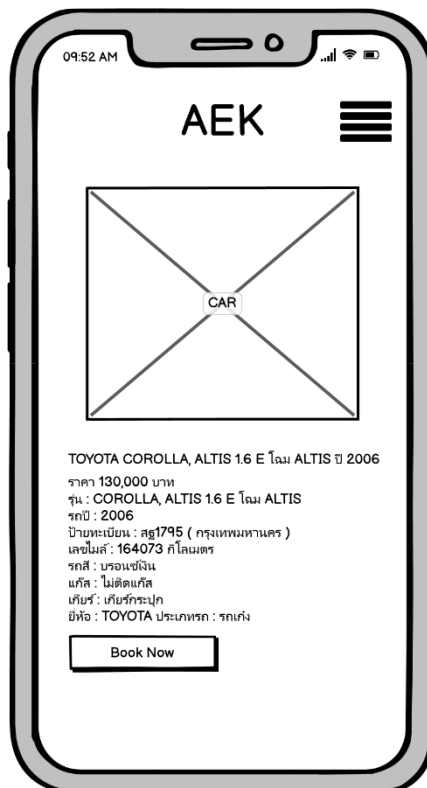 09:52 AM
AEK
CAR
TOYOTA COROLLA, ALTIS 1.6 E โฉม ALTIS ปี 2006
ราคา 130,000 บาท
รุ่น : COROLLA, ALTIS 1.6 E โฉม ALTIS
รถปี : 2006
ป้ายทะเบียน : สฐ1795 ( กรุงเทพมหานคร )
เลขไมล์ : 164073 กิโลเมตร
รถสี : บรอนซ์เงิน
แก๊ส : ไม่ติดแก๊ส
เกียร์ : เกียร์กระปุก
ยี่ห้อ : TOYOTA ประเภทรถ : รถเก๋ง
Book Now